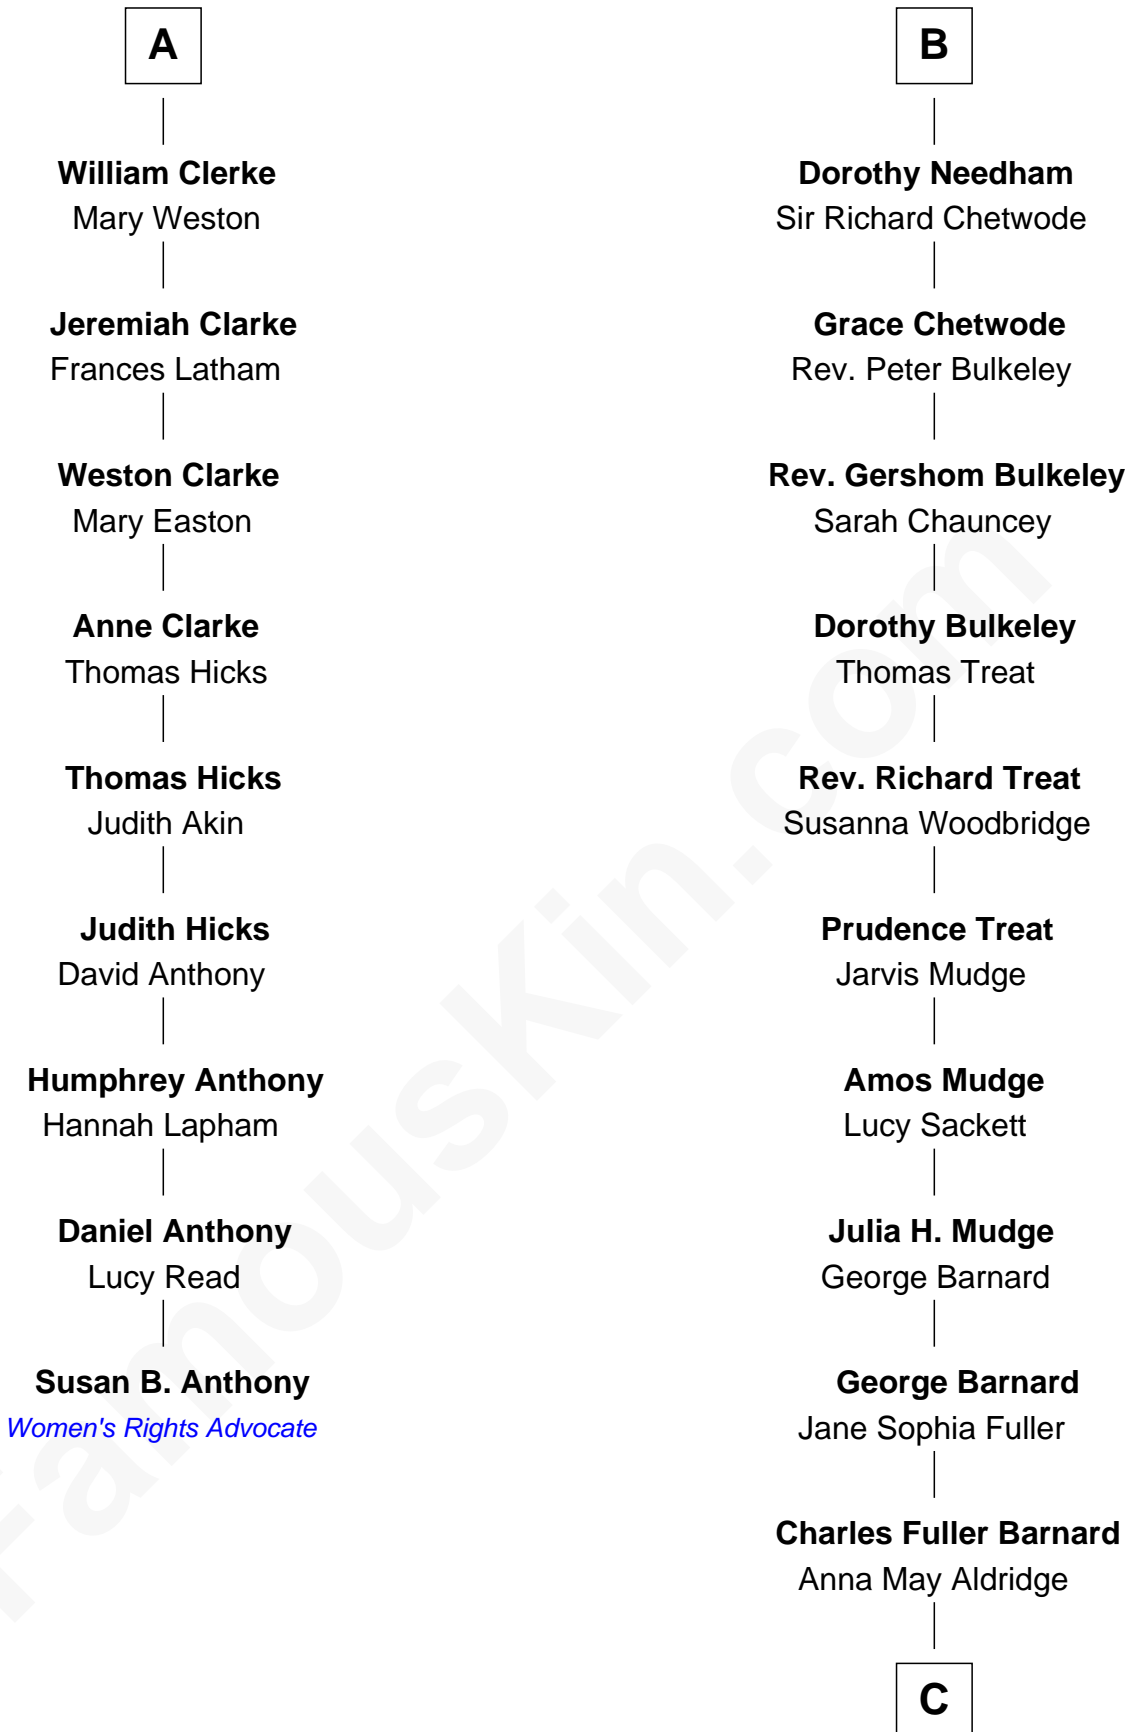 A
William Clerke
Mary Weston
Jeremiah Clarke
Frances Latham
Weston Clarke
Mary Easton
Anne Clarke
Thomas Hicks
Thomas Hicks
Judith Akin
Judith Hicks
David Anthony
Humphrey Anthony
Hannah Lapham
Daniel Anthony
Lucy Read
Susan B. Anthony
Women's Rights Advocate
B
Dorothy Needham
Sir Richard Chetwode
Grace Chetwode
Rev. Peter Bulkeley
Rev. Gershom Bulkeley
Sarah Chauncey
Dorothy Bulkeley
Thomas Treat
Rev. Richard Treat
Susanna Woodbridge
Prudence Treat
Jarvis Mudge
Amos Mudge
Lucy Sackett
Julia H. Mudge
George Barnard
George Barnard
Jane Sophia Fuller
Charles Fuller Barnard
Anna May Aldridge
C
FamousKin.com